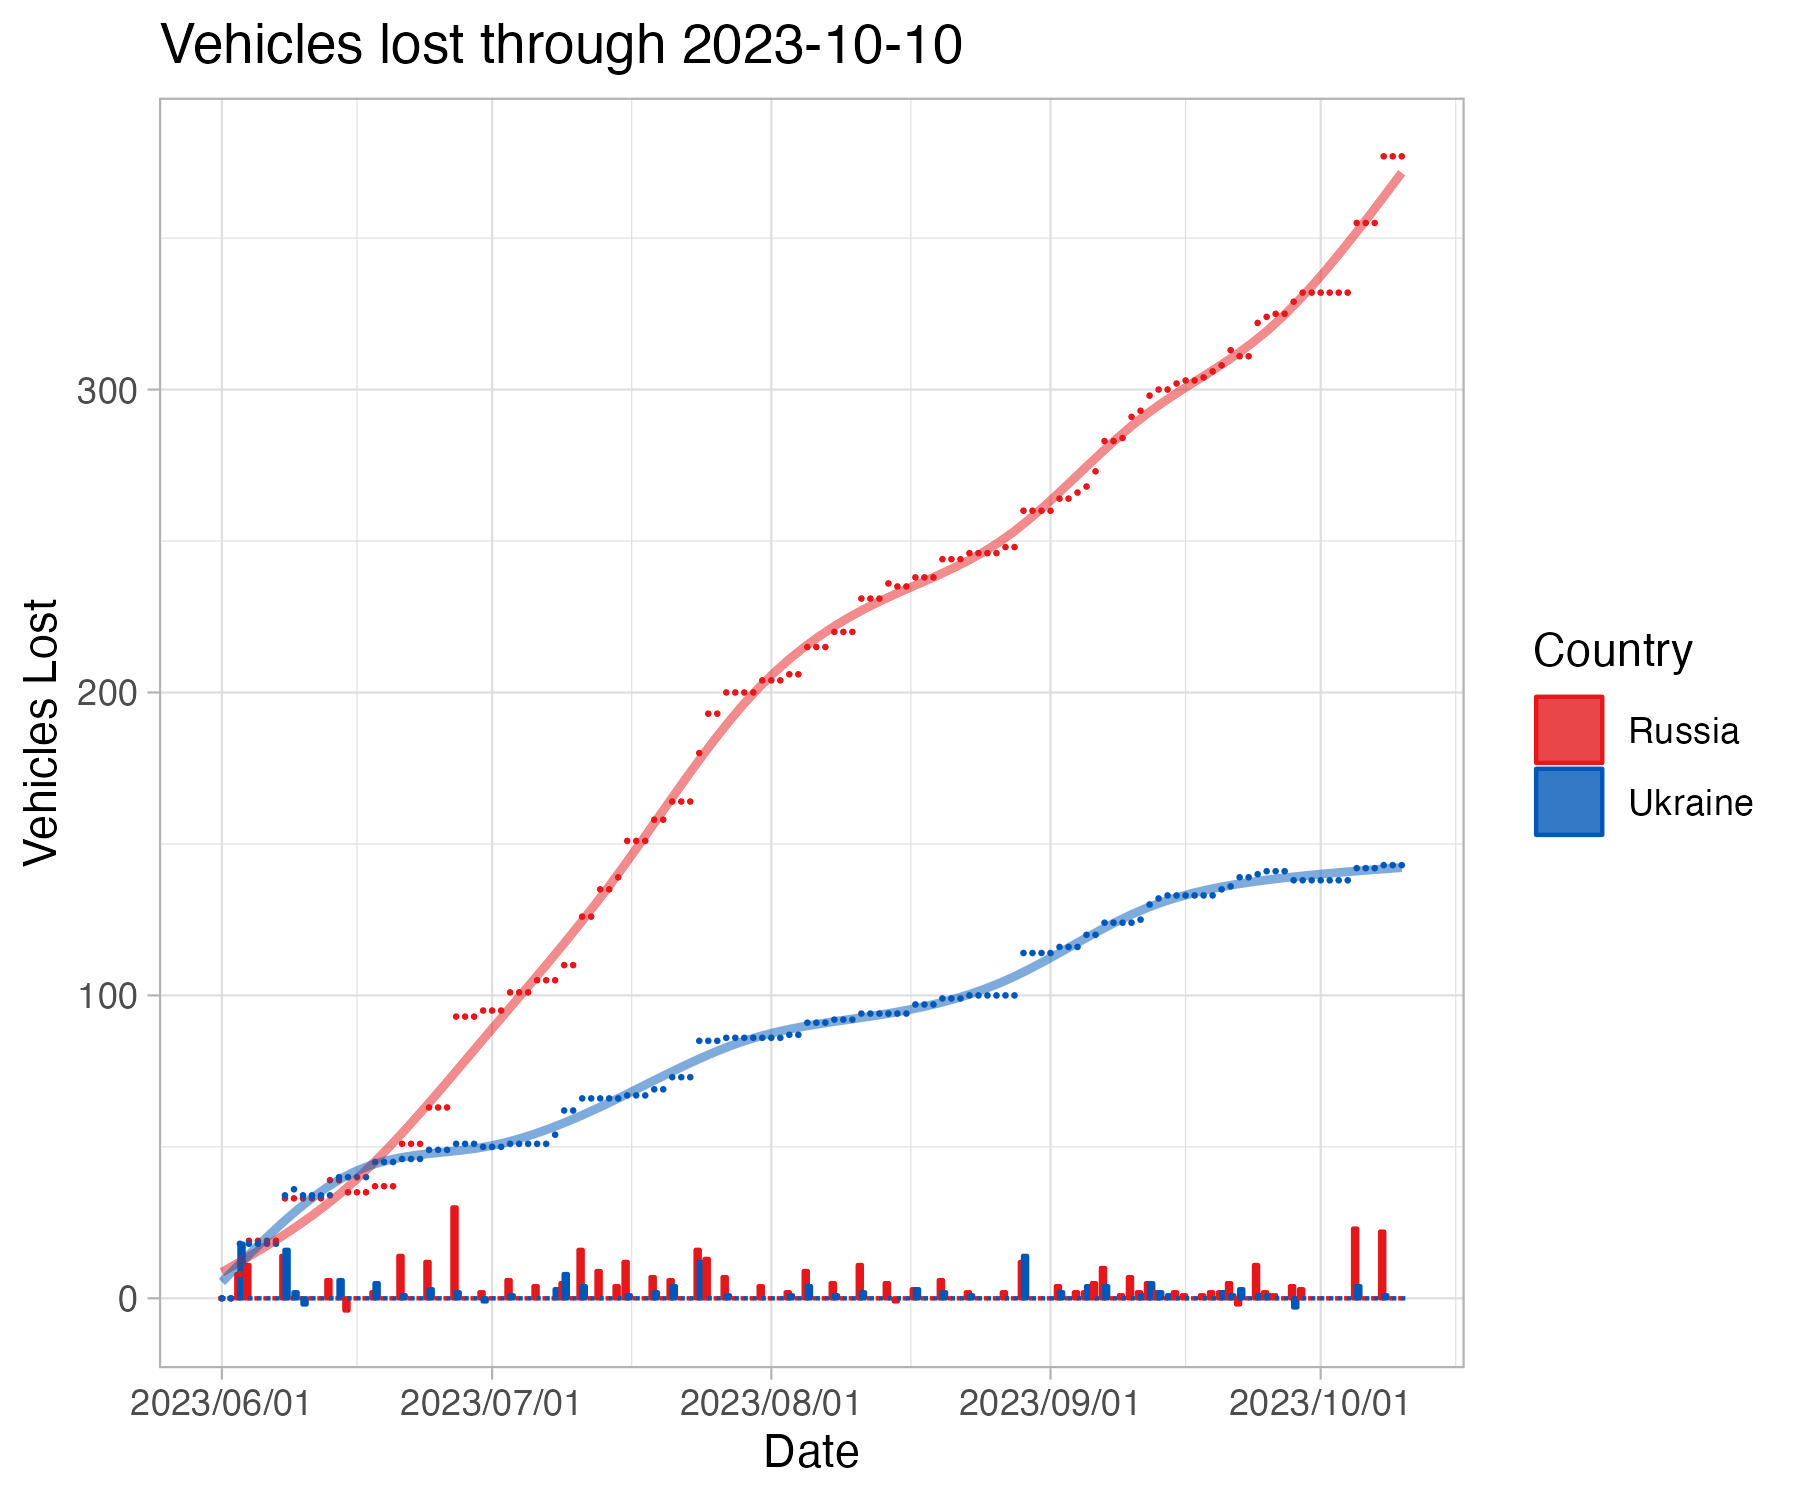 Vehicles lost through 2023-10-10
Vehicles Lost
300
200
100
0
2023/06/01 2023/07/01 2023/08/01 2023/09/01 2023/10/01
Date
Country
Russia
Ukraine